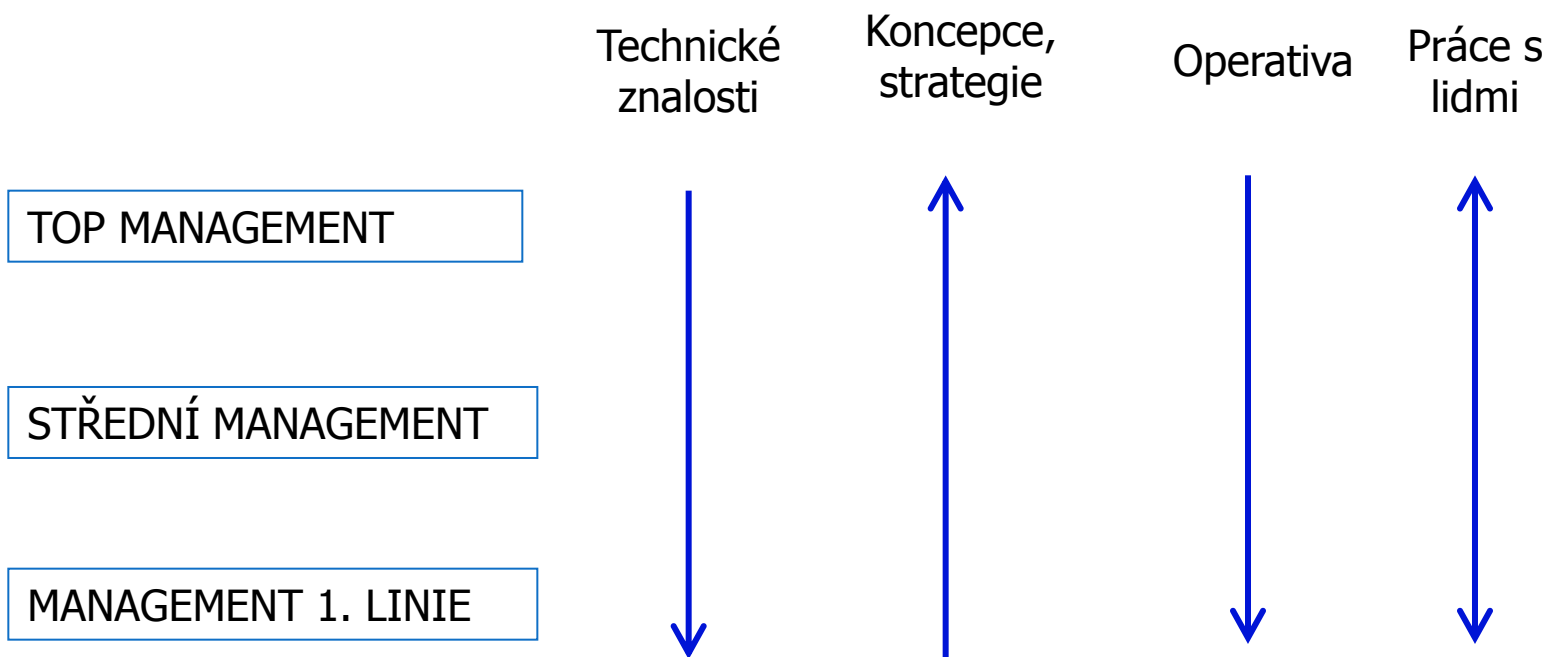 Technické
znalosti
Koncepce,
strategie
Operativa
Práce s
lidmi
TOP MANAGEMENT
STŘEDNÍ MANAGEMENT
MANAGEMENT 1. LINIE